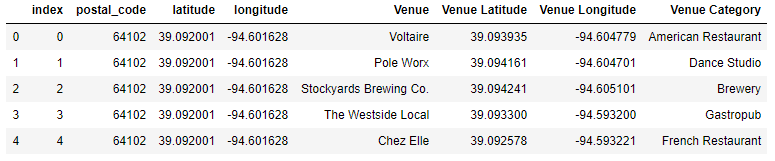 index postal_code latitude longitude Venue Venue Latitude Venue Longitude Venue Category
0 0 64102 39.092001 -94.601628 Voltaire 39.093935 -94.604779 American Restaurant
1 1 64102 39.092001 -94.601628 Pole Worx 39.094161 -94.604701 Dance Studio
2 2 64102 39.092001 -94.601628 Stockyards Brewing Co. 39.094241 -94.605101 Brewery
3 3 64102 39.092001 -94.601628 The Westside Local 39.093300 -94.593200 Gastropub
4 4 64102 39.092001 -94.601628 Chez Elle 39.092578 -94.593221 French Restaurant